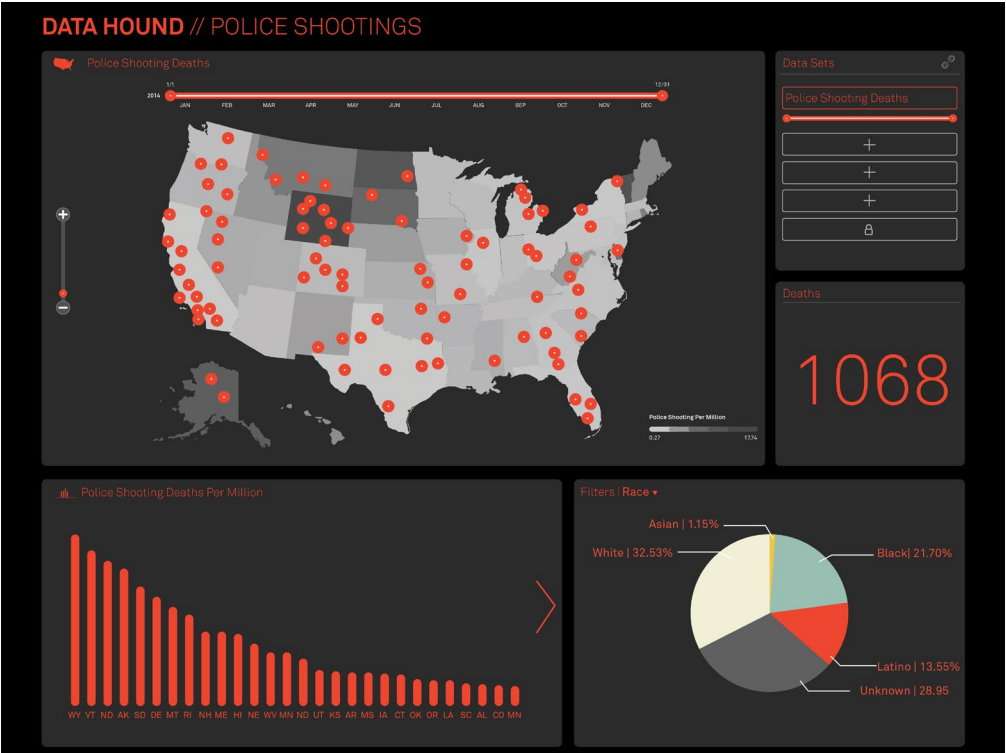 DATA HOUND // POLICE SHOOTINGS
Police Shooting Deaths
1/1 12/31
2014
JAN FEB MAR APR MAY JUN JUL AUG SEP OCT NOV DEC
Police Shooting Per Million
0.27 17.74
Data Sets
Police Shooting Deaths
Deaths
1068
Police Shooting Deaths Per Million
WY VT ND AK SD DE MT RI NH ME HI NE WV MN ND UT KS AR MS IA CT OK OR LA SC AL CO MN
Filters | Race ▾
Asian | 1.15%
White | 32.53%
Black| 21.70%
Latino | 13.55%
Unknown | 28.95